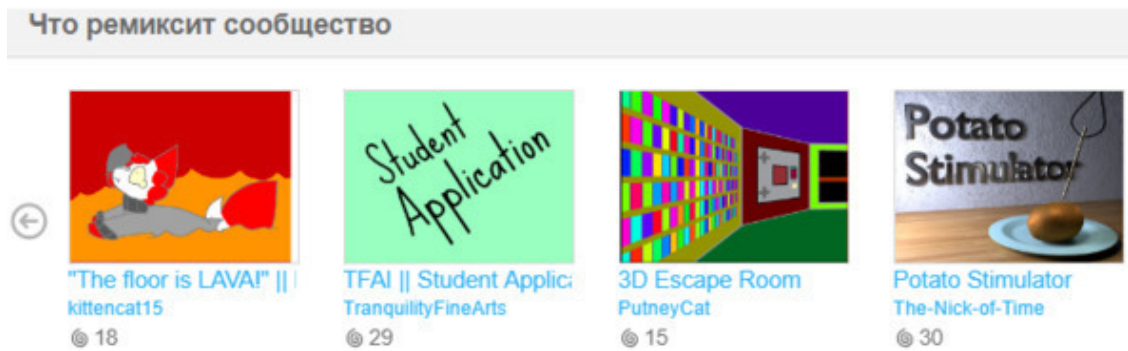 Что ремиксит сообщество
Student
Application
Potato
Stimulator
"The floor is LAVA!" ||
TFAI || Student Applica
3D Escape Room
Potato Stimulator
kittencat15
TranquilityFineArts
PutneyCat
The-Nick-of-Time
18
29
15
30